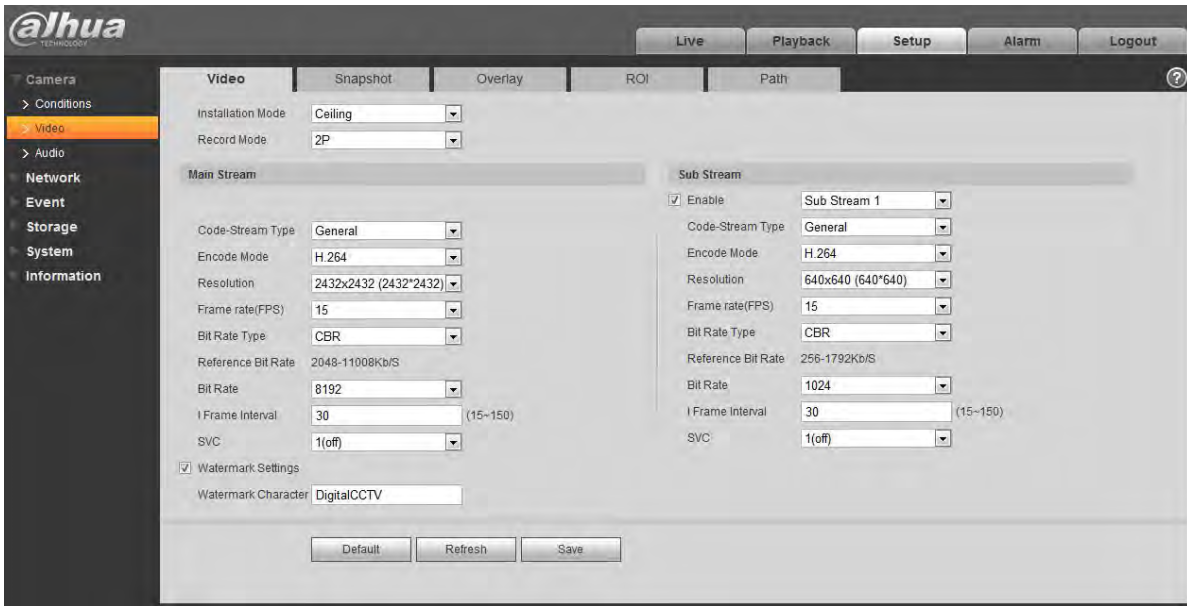 alhua
TECHNOLOGY
Live Playback Setup Alarm Logout
Camera
> Conditions
> Video
> Audio
Network
Event
Storage
System
Information
Video Snapshot Overlay ROI Path
?
Installation Mode Ceiling
Record Mode 2P
Main Stream
Code-Stream Type General
Encode Mode H.264
Resolution 2432x2432 (2432*2432)
Frame rate(FPS) 15
Bit Rate Type CBR
Reference Bit Rate 2048-11008Kb/S
Bit Rate 8192
I Frame Interval 30 (15~150)
SVC 1(off)
Watermark Settings
Watermark Character DigitalCCTV
Sub Stream
Enable Sub Stream 1
Code-Stream Type General
Encode Mode H.264
Resolution 640x640 (640*640)
Frame rate(FPS) 15
Bit Rate Type CBR
Reference Bit Rate 256-1792Kb/S
Bit Rate 1024
I Frame Interval 30 (15~150)
SVC 1(off)
Default Refresh Save